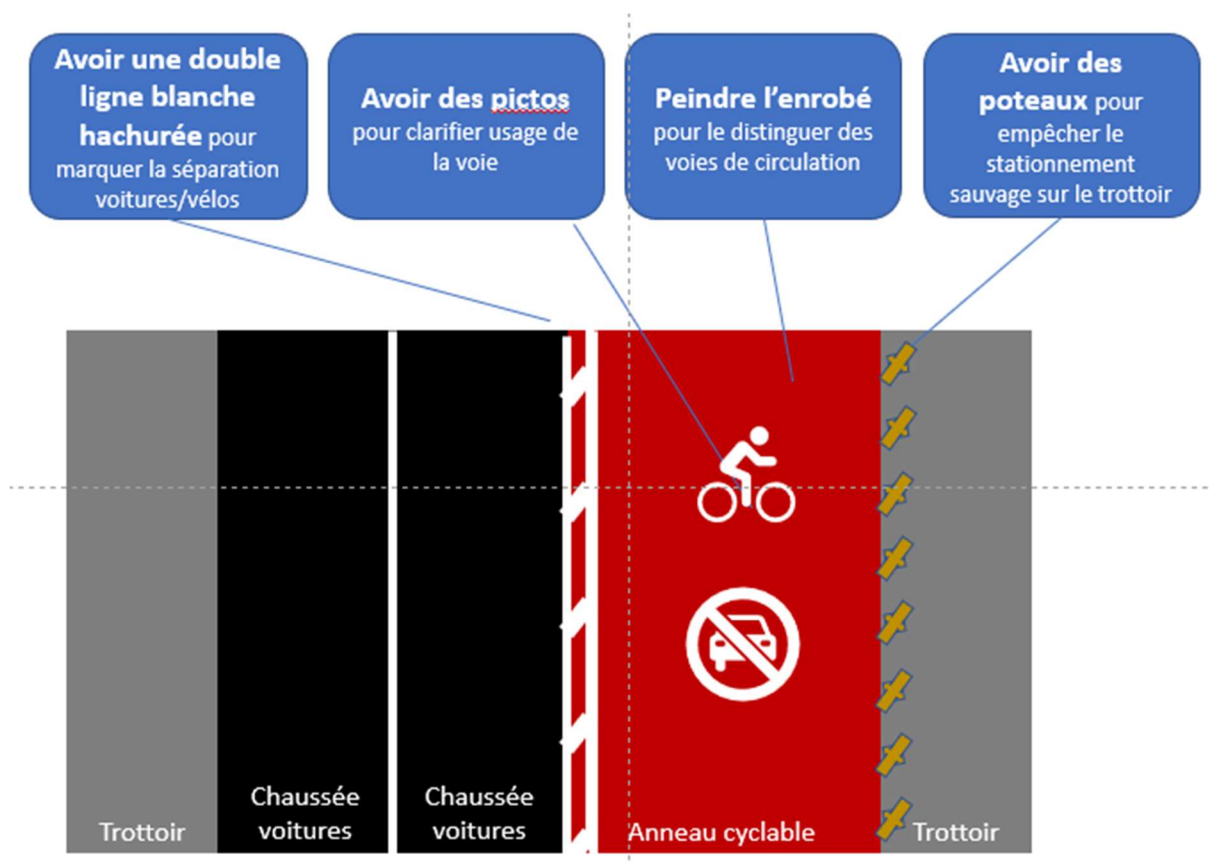 Avoir une double
ligne blanche
hachurée pour
marquer la séparation
voitures/vélos
Avoir des pictos
pour clarifier usage de
la voie
Peindre l’enrobé
pour le distinguer des
voies de circulation
Avoir des
poteaux pour
empêcher le
stationnement
sauvage sur le trottoir
Trottoir
Chaussée
voitures
Chaussée
voitures
Anneau cyclable
Trottoir